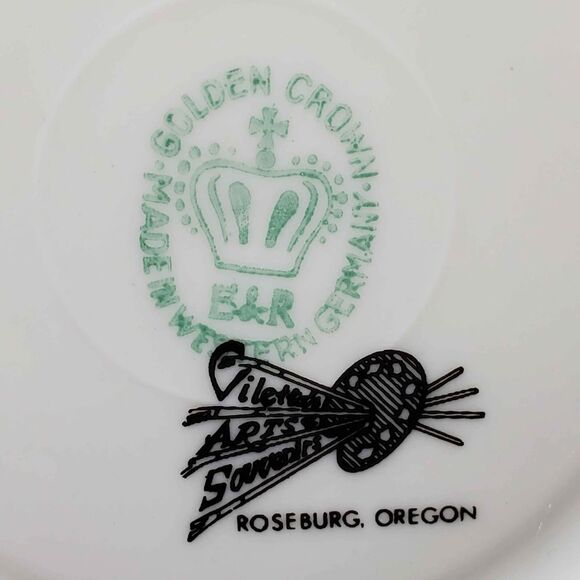 GOLDEN CROWN
E&R
· MADE IN WESTERN GERMANY ·
ARTS
Souvenirs
ROSEBURG, OREGON